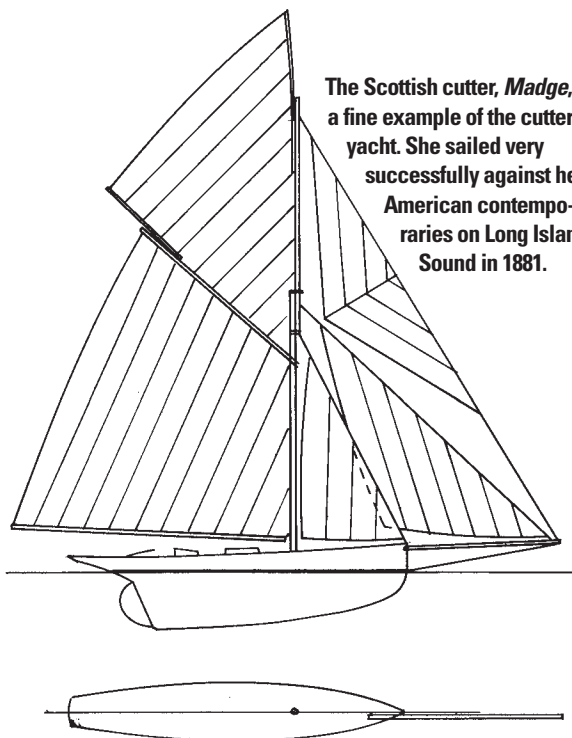 The Scottish cutter, Madge,
a fine example of the cutter
yacht. She sailed very
successfully against he
American contempo-
raries on Long Islan
Sound in 1881.